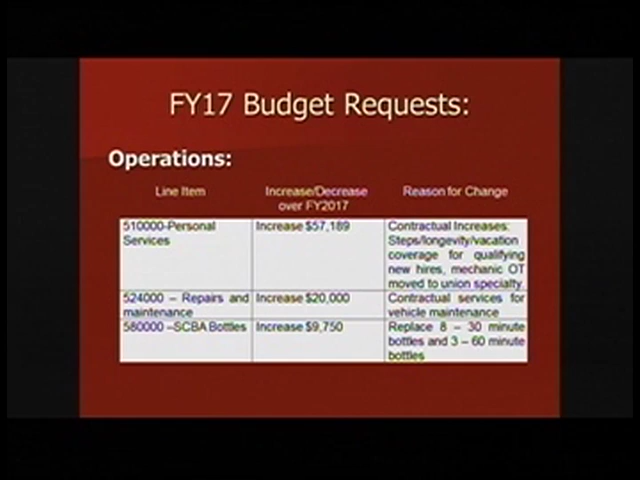 FY17 Budget Requests:
Operations:
Line Item
Increase/Decrease
over FY2017
Reason for Change
510000-Personal
Services
Increase $57,189
Contractual Increases:
Steps/longevity/vacation
coverage for qualifying
new hires, mechanic OT
moved to union specialty.
524000 – Repairs and
maintenance
Increase $20,000
Contractual services for
vehicle maintenance
580000 –SCBA Bottles
Increase $9,750
Replace 8 – 30 minute
bottles and 3 – 60 minute
bottles